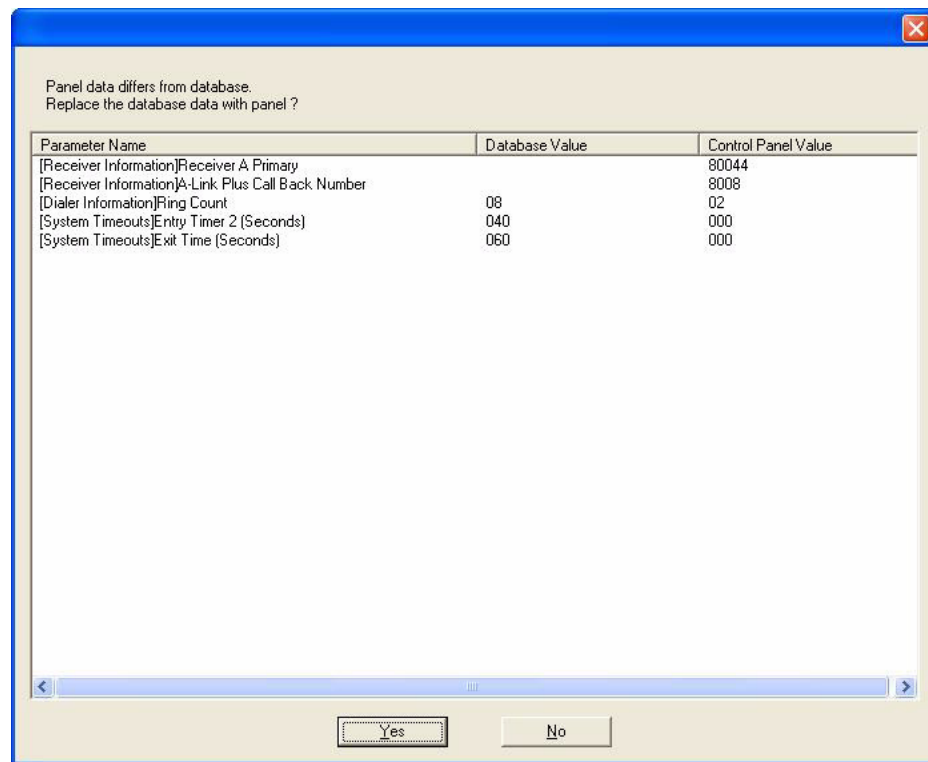 Panel data differs from database.
Replace the database data with panel ?
Parameter Name Database Value Control Panel Value
[Receiver Information]Receiver A Primary 80044
[Receiver Information]A-Link Plus Call Back Number 8008
[Dialer Information]Ring Count 08 02
[System Timeouts]Entry Timer 2 (Seconds) 040 000
[System Timeouts]Exit Time (Seconds) 060 000
Yes No